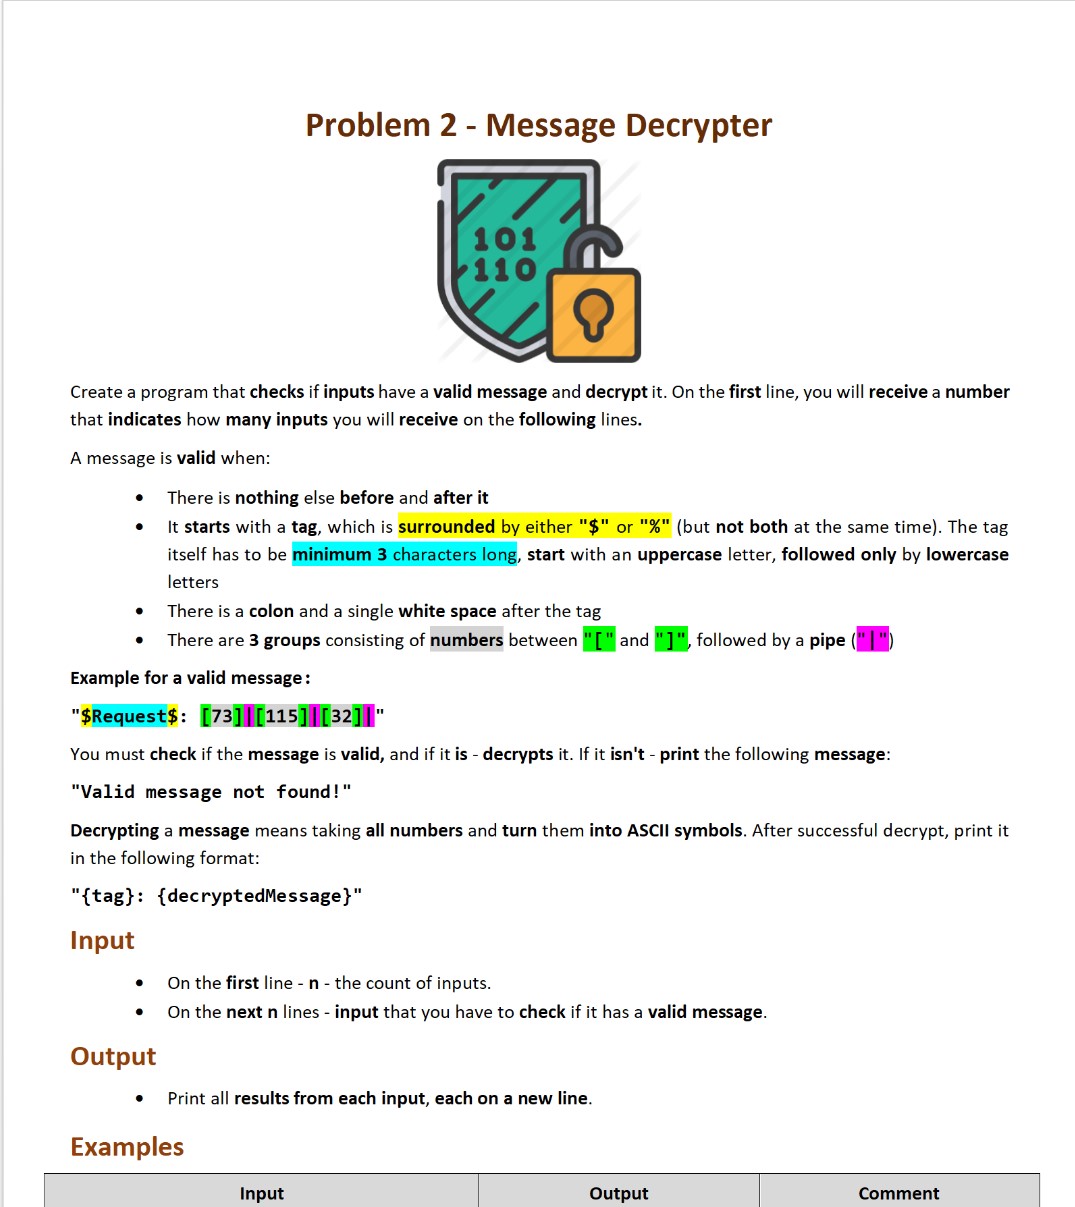 Problem 2 - Message Decrypter
101
110
Create a program that checks if inputs have a valid message and decrypt it. On the first line, you will receive a number
that indicates how many inputs you will receive on the following lines.
A message is valid when:
• There is nothing else before and after it
• It starts with a tag, which is surrounded by either "$" or "%" (but not both at the same time). The tag
itself has to be minimum 3 characters long, start with an uppercase letter, followed only by lowercase
letters
• There is a colon and a single white space after the tag
• There are 3 groups consisting of numbers between "[" and "]", followed by a pipe ("|")
Example for a valid message:
"$Request$: [73]|[115]|[32]|"
You must check if the message is valid, and if it is - decrypts it. If it isn't - print the following message:
"Valid message not found!"
Decrypting a message means taking all numbers and turn them into ASCII symbols. After successful decrypt, print it
in the following format:
"{tag}: {decryptedMessage}"
Input
• On the first line - n - the count of inputs.
• On the next n lines - input that you have to check if it has a valid message.
Output
• Print all results from each input, each on a new line.
Examples
Input Output Comment